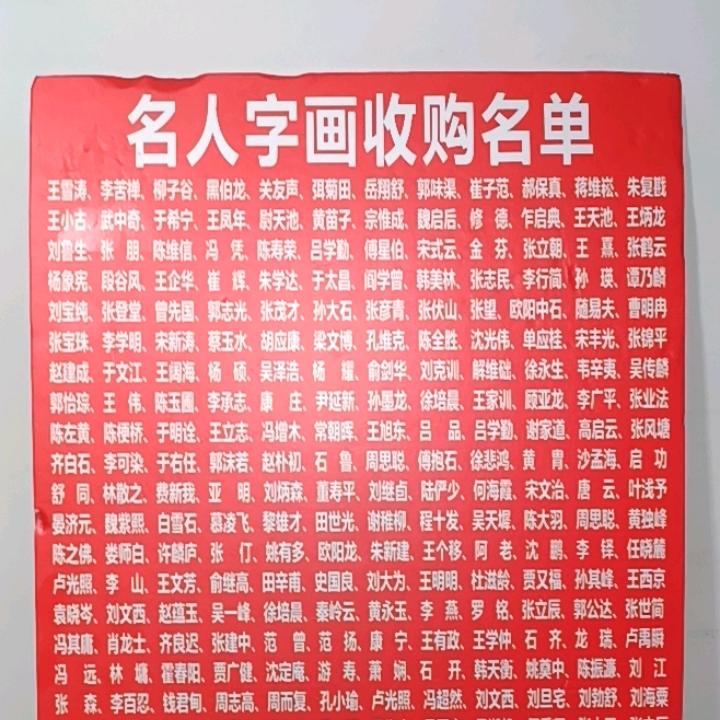 名人字画收购名单
王雪涛、李苦禅、柳子谷、黑伯龙、关友声、弭菊田、岳翔舒、郭味渠、崔子范、郝保真、蒋维崧、朱复戡
王小古、武中奇、于希宁、王凤年、尉天池、黄苗子、宗惟成、魏启后、修 德、乍启典、王天池、王炳龙
刘鲁生、张 朋、陈维信、冯 凭、陈寿荣、吕学勤、傅星伯、宋式云、金 芬、张立朝、王 熹、张鹤云
杨象宪、段谷风、王企华、崔 辉、朱学达、于太昌、阎学曾、韩美林、张志民、李行简、孙 瑛、谭乃麟
刘宝纯、张登堂、曾先国、郭志光、张茂才、孙大石、张彦青、张伏山、张望、欧阳中石、随易夫、曹明冉
张宝珠、李学明、宋新涛、蔡玉水、胡应康、梁文博、孔维克、陈全胜、沈光伟、单应桂、宋丰光、张锦平
赵建成、于文江、王阔海、杨 硕、吴泽浩、杨 耀、俞剑华、刘克训、解维础、徐永生、韦辛夷、吴传麟
郭怡琮、王 伟、陈玉圃、李承志、康 庄、尹延新、孙墨龙、徐培晨、王家训、顾亚龙、李广平、张业法
陈左黄、陈梗桥、于明诠、王立志、冯增木、常朝晖、王旭东、吕 品、吕学勤、谢家道、高启云、张风塘
齐白石、李可染、于右任、郭沫若、赵朴初、石 鲁、周思聪、傅抱石、徐悲鸿、黄 胄、沙孟海、启 功
舒 同、林散之、费新我、亚 明、刘炳森、董寿平、刘继卣、陆俨少、何海霞、宋文治、唐 云、叶浅予
晏济元、魏紫熙、白雪石、慕凌飞、黎雄才、田世光、谢稚柳、程十发、吴天墀、陈大羽、周思聪、黄独峰
陈之佛、娄师白、许麟庐、张 仃、姚有多、欧阳龙、朱新建、王个移、阿 老、沈 鹏、李 铎、任晓麓
卢光照、李 山、王文芳、俞继高、田辛甫、史国良、刘大为、王明明、杜滋龄、贾又福、孙其峰、王西京
袁晓岑、刘文西、赵蕴玉、吴一峰、徐培晨、秦岭云、黄永玉、李 燕、罗 铭、张立辰、郭公达、张世简
冯其庸、肖龙士、齐良迟、张建中、范 曾、范 扬、康 宁、王有政、王学仲、石 齐、龙 瑞、卢禹舜
冯 远、林 墉、霍春阳、贾广健、沈定庵、游 寿、萧 娴、石 开、韩天衡、姚奠中、陈振濂、刘 江
张 森、李百忍、钱君匋、周志高、周而复、孔小瑜、卢光照、冯超然、刘文西、刘旦宅、刘勃舒、刘海粟